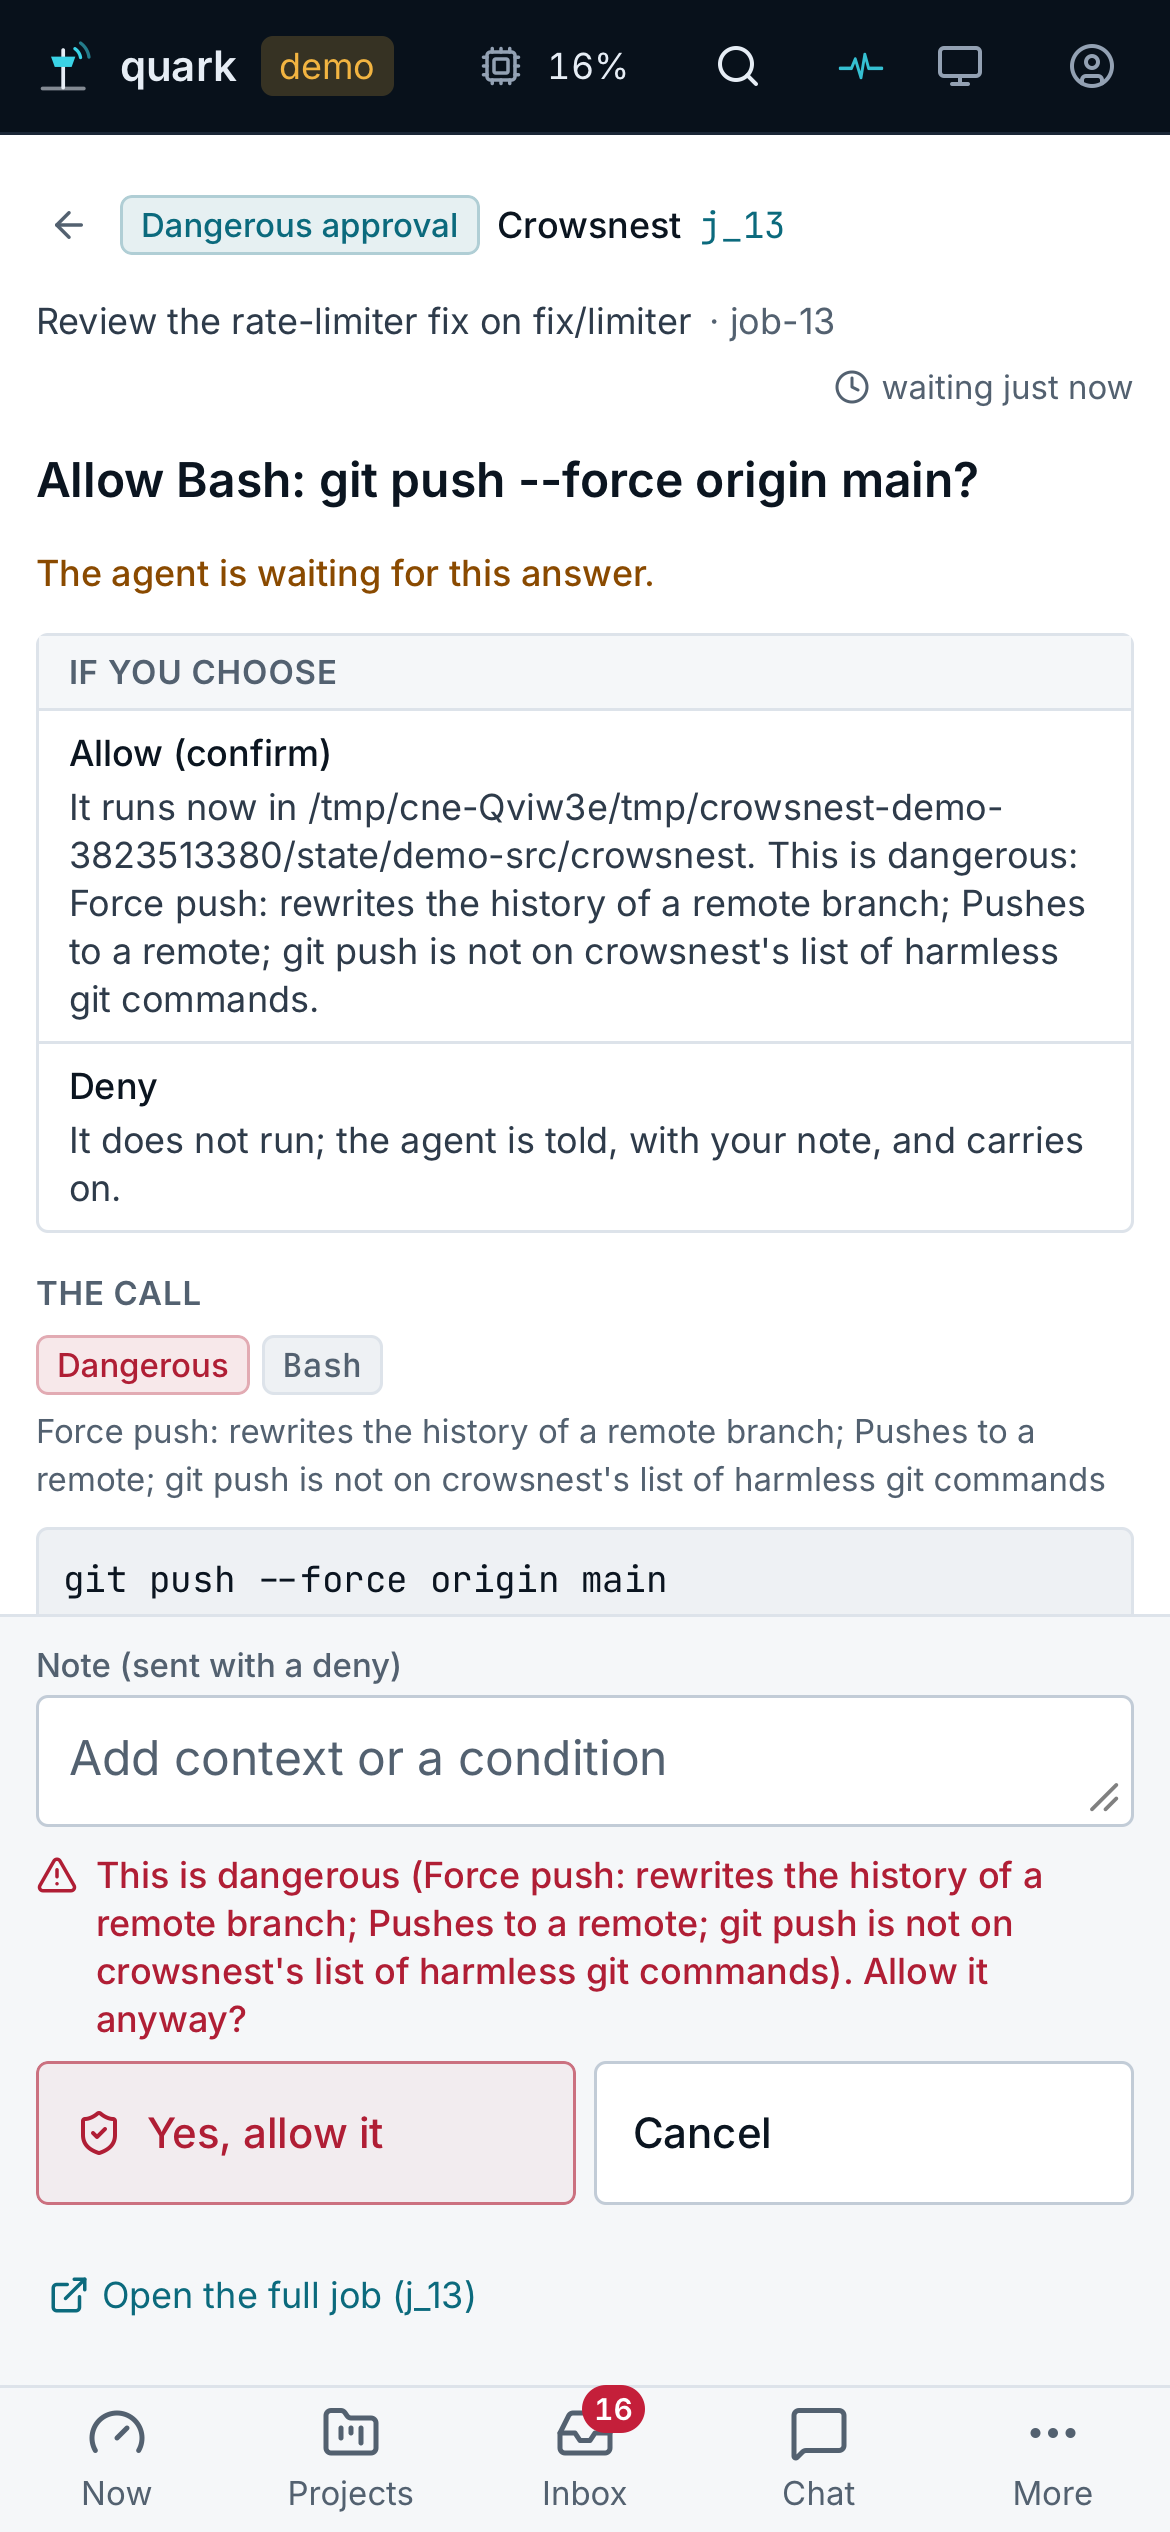 quark demo 16%
Dangerous approval Crowsnest j_13
Review the rate-limiter fix on fix/limiter · job-13
waiting just now
Allow Bash: git push --force origin main?
The agent is waiting for this answer.
IF YOU CHOOSE
Allow (confirm)
It runs now in /tmp/cne-Qviw3e/tmp/crowsnest-demo-
3823513380/state/demo-src/crowsnest. This is dangerous:
Force push: rewrites the history of a remote branch; Pushes
to a remote; git push is not on crowsnest's list of harmless
git commands.
Deny
It does not run; the agent is told, with your note, and carries
on.
THE CALL
Dangerous Bash
Force push: rewrites the history of a remote branch; Pushes to a
remote; git push is not on crowsnest's list of harmless git commands
git push --force origin main
Note (sent with a deny)
Add context or a condition
This is dangerous (Force push: rewrites the history of a
remote branch; Pushes to a remote; git push is not on
crowsnest's list of harmless git commands). Allow it
anyway?
Yes, allow it Cancel
Open the full job (j_13)
16
Now Projects Inbox Chat More